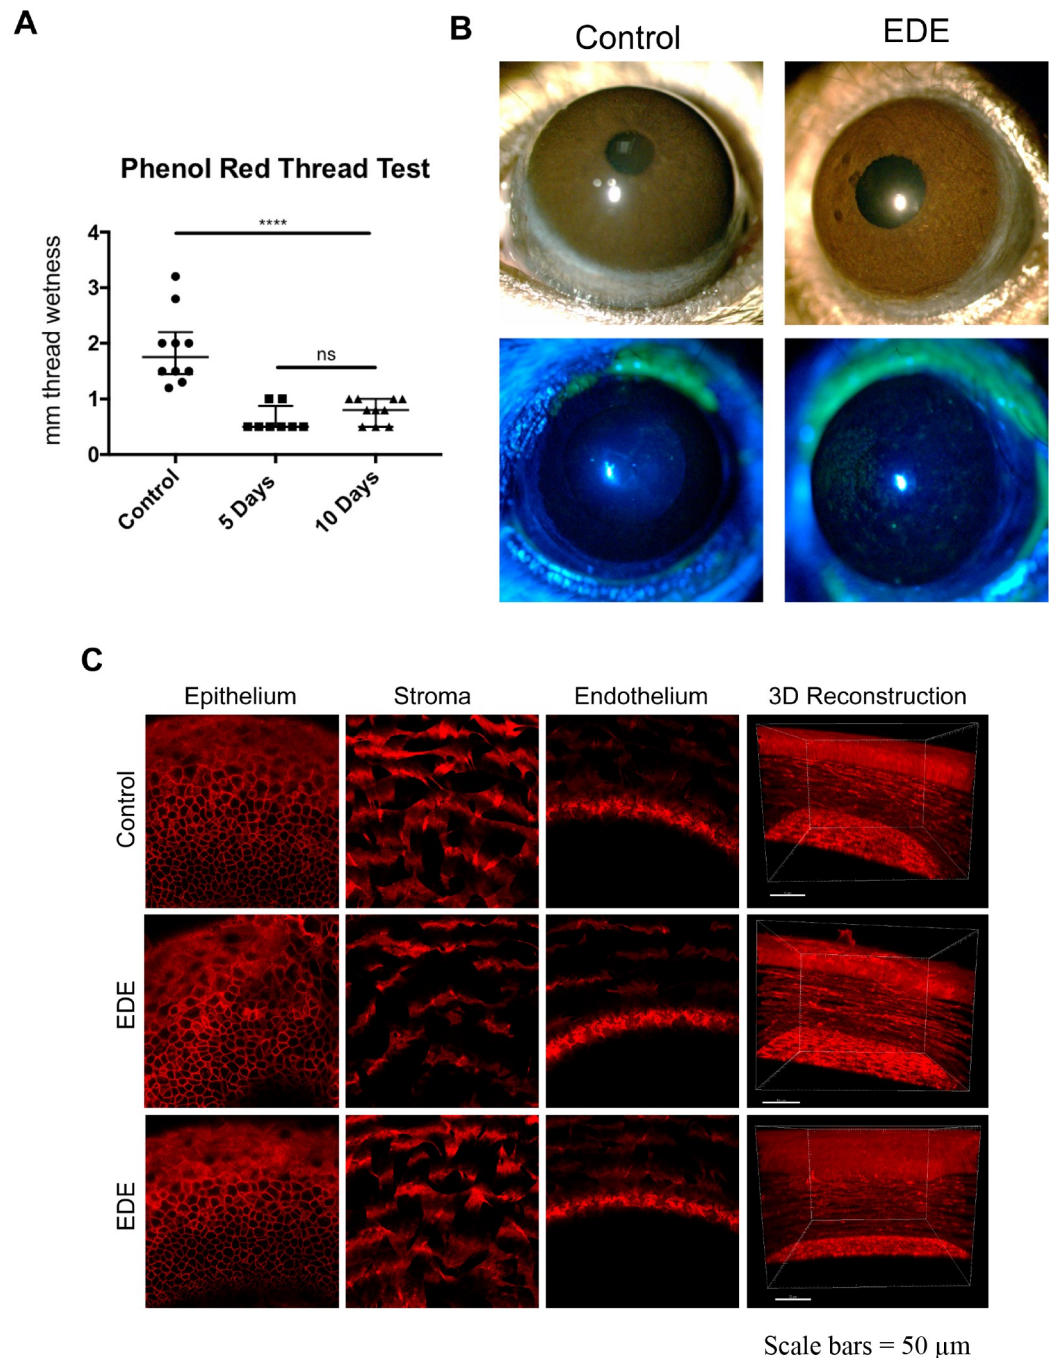 A
Phenol Red Thread Test
mm thread wetness
4
3
2
1
0
****
ns
Control
5 Days
10 Days
B
Control
EDE
C
Epithelium
Stroma
Endothelium
3D Reconstruction
Control
EDE
EDE
Scale bars = 50 µm